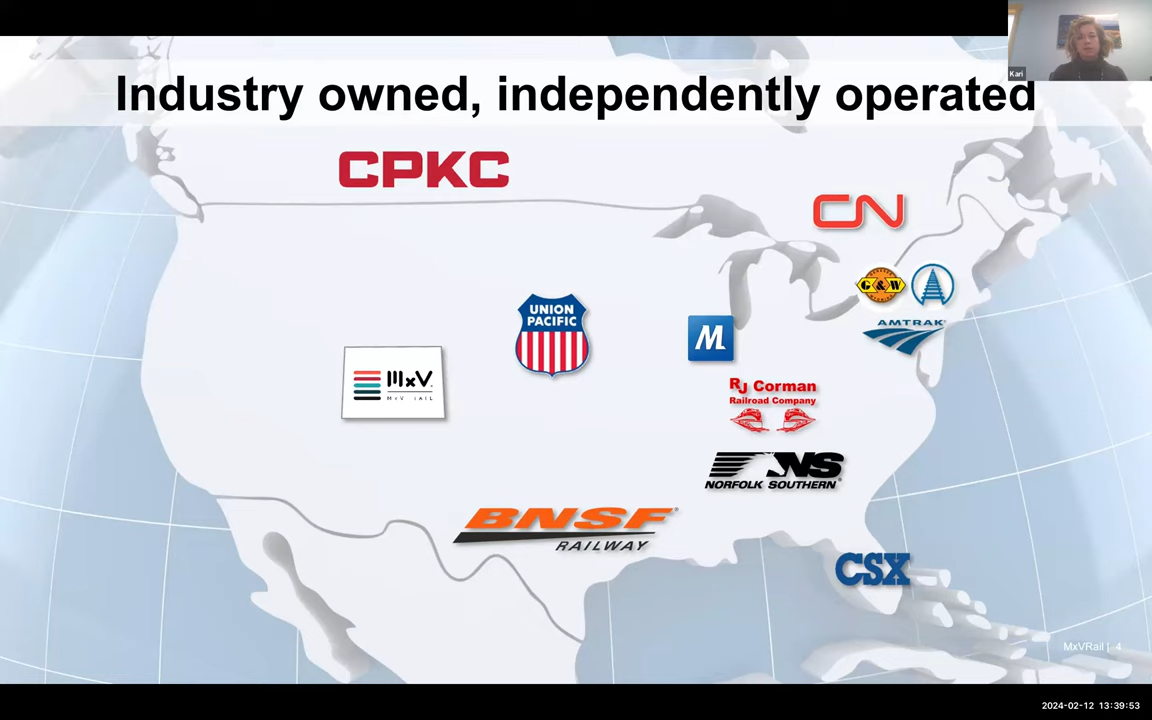 Kari
Industry owned, independently operated
CPKC
CN
G&W
UNION
PACIFIC
AMTRAK
M
MxV
MxV RAIL
RJ Corman
Railroad Company
NS
NORFOLK SOUTHERN
BNSF
RAILWAY
CSX
MxVRail | 4
2024-02-12 13:39:53